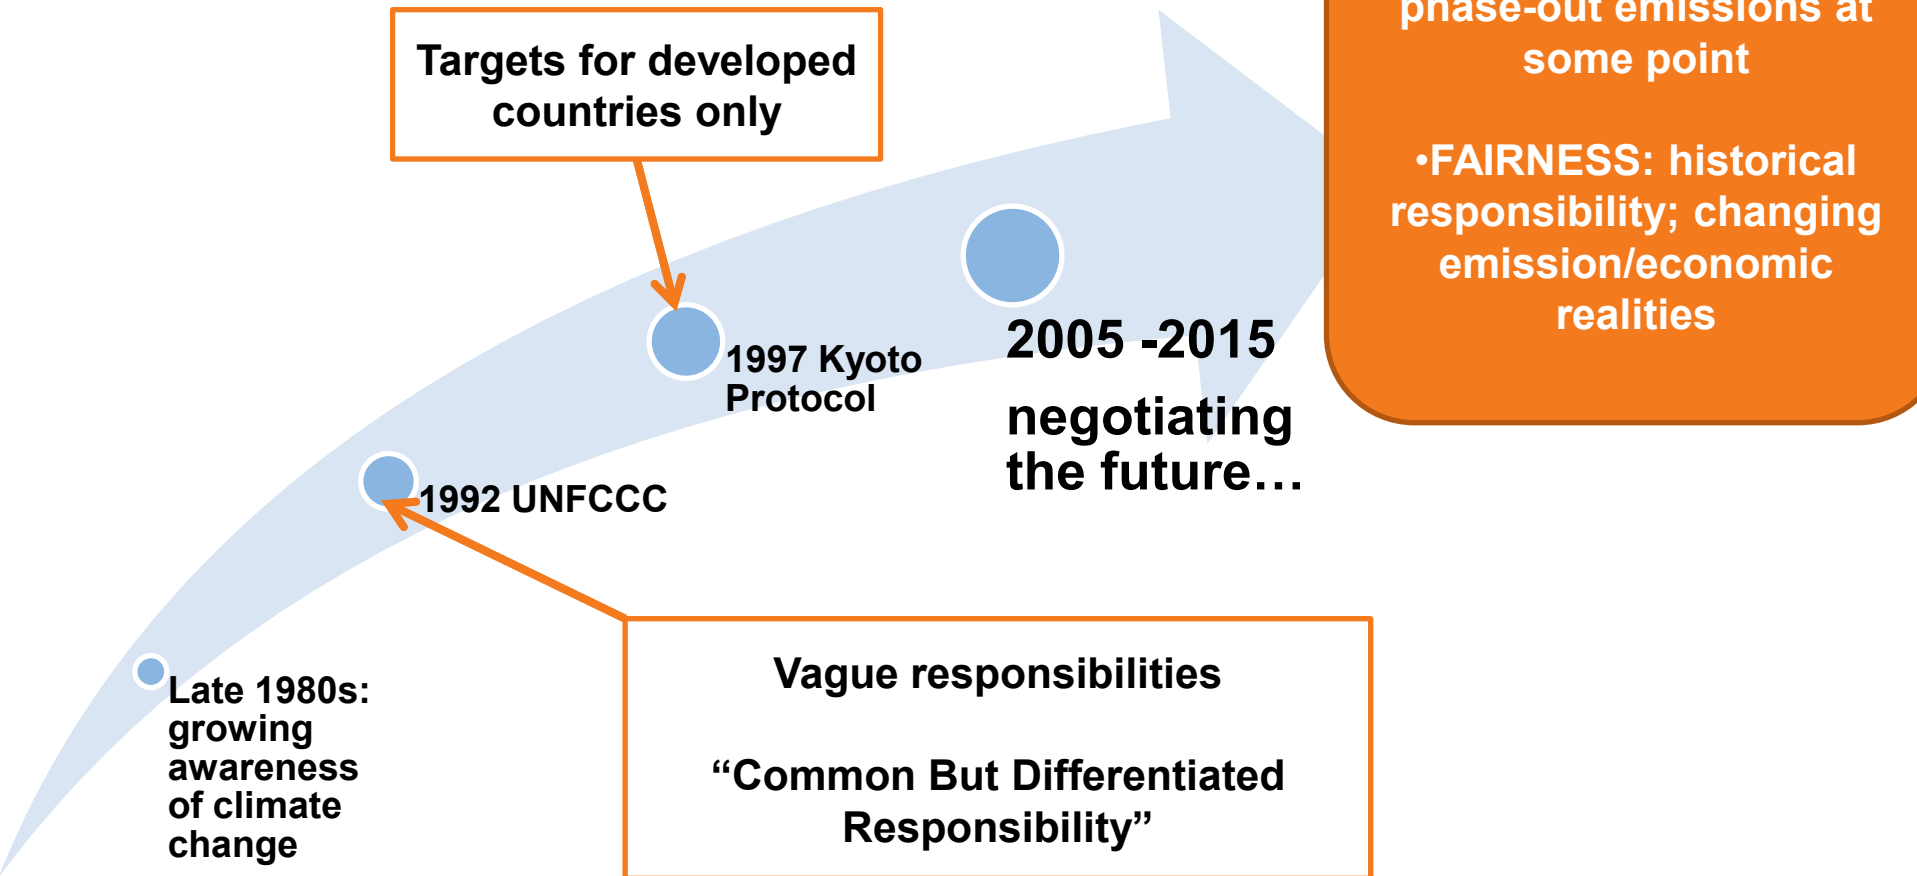 phase-out emissions at
some point
•FAIRNESS: historical
responsibility; changing
emission/economic
realities
Targets for developed
countries only
2005 -2015
negotiating
the future…
1997 Kyoto
Protocol
1992 UNFCCC
Late 1980s:
growing
awareness
of climate
change
Vague responsibilities
“Common But Differentiated
Responsibility”